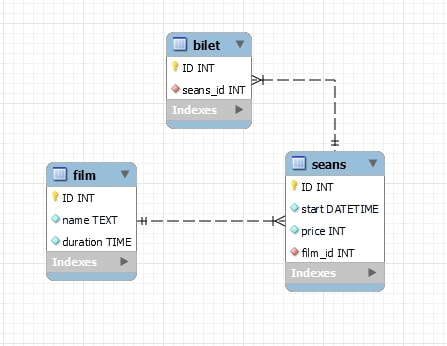 bilet
ID INT
seans_id INT
Indexes
film
ID INT
name TEXT
duration TIME
Indexes
seans
ID INT
start DATETIME
price INT
film_id INT
Indexes